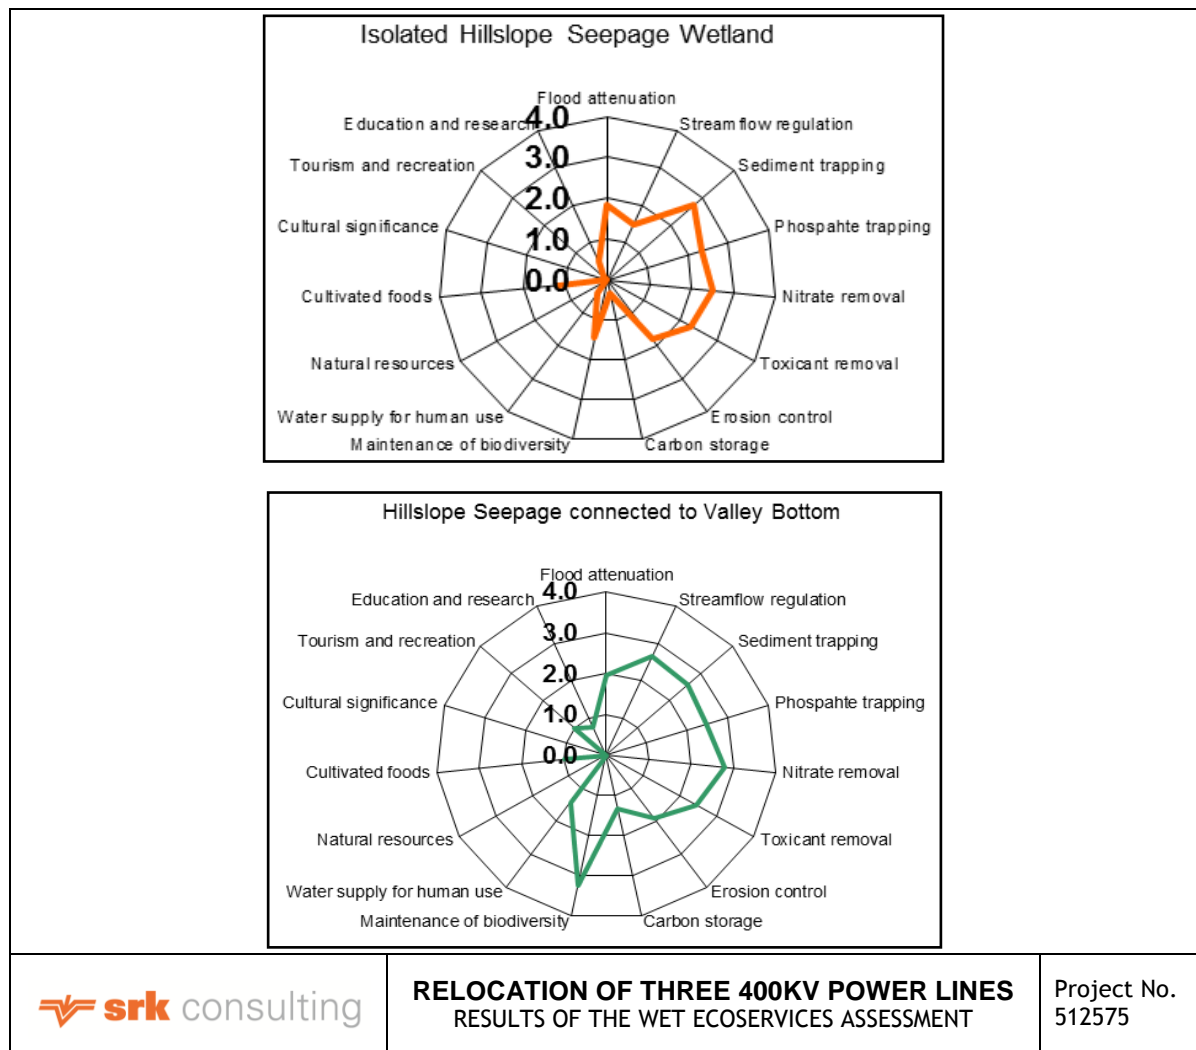 Isolated Hillslope Seepage Wetland
Flood attenuation
Education and research
4.0
Streamflow regulation
Tourism and recreation
3.0
Sediment trapping
2.0
Cultural significance
Phospahte trapping
1.0
Cultivated foods
0.0
Nitrate removal
Natural resources
Toxicant removal
Water supply for human use
Erosion control
Maintenance of biodiversity
Carbon storage
Hillslope Seepage connected to Valley Bottom
Flood attenuation
Education and research
4.0
Streamflow regulation
Tourism and recreation
3.0
Sediment trapping
2.0
Cultural significance
Phospahte trapping
1.0
Cultivated foods
0.0
Nitrate removal
Natural resources
Toxicant removal
Water supply for human use
Erosion control
Maintenance of biodiversity
Carbon storage
srk consulting
RELOCATION OF THREE 400KV POWER LINES
RESULTS OF THE WET ECOSERVICES ASSESSMENT
Project No.
512575